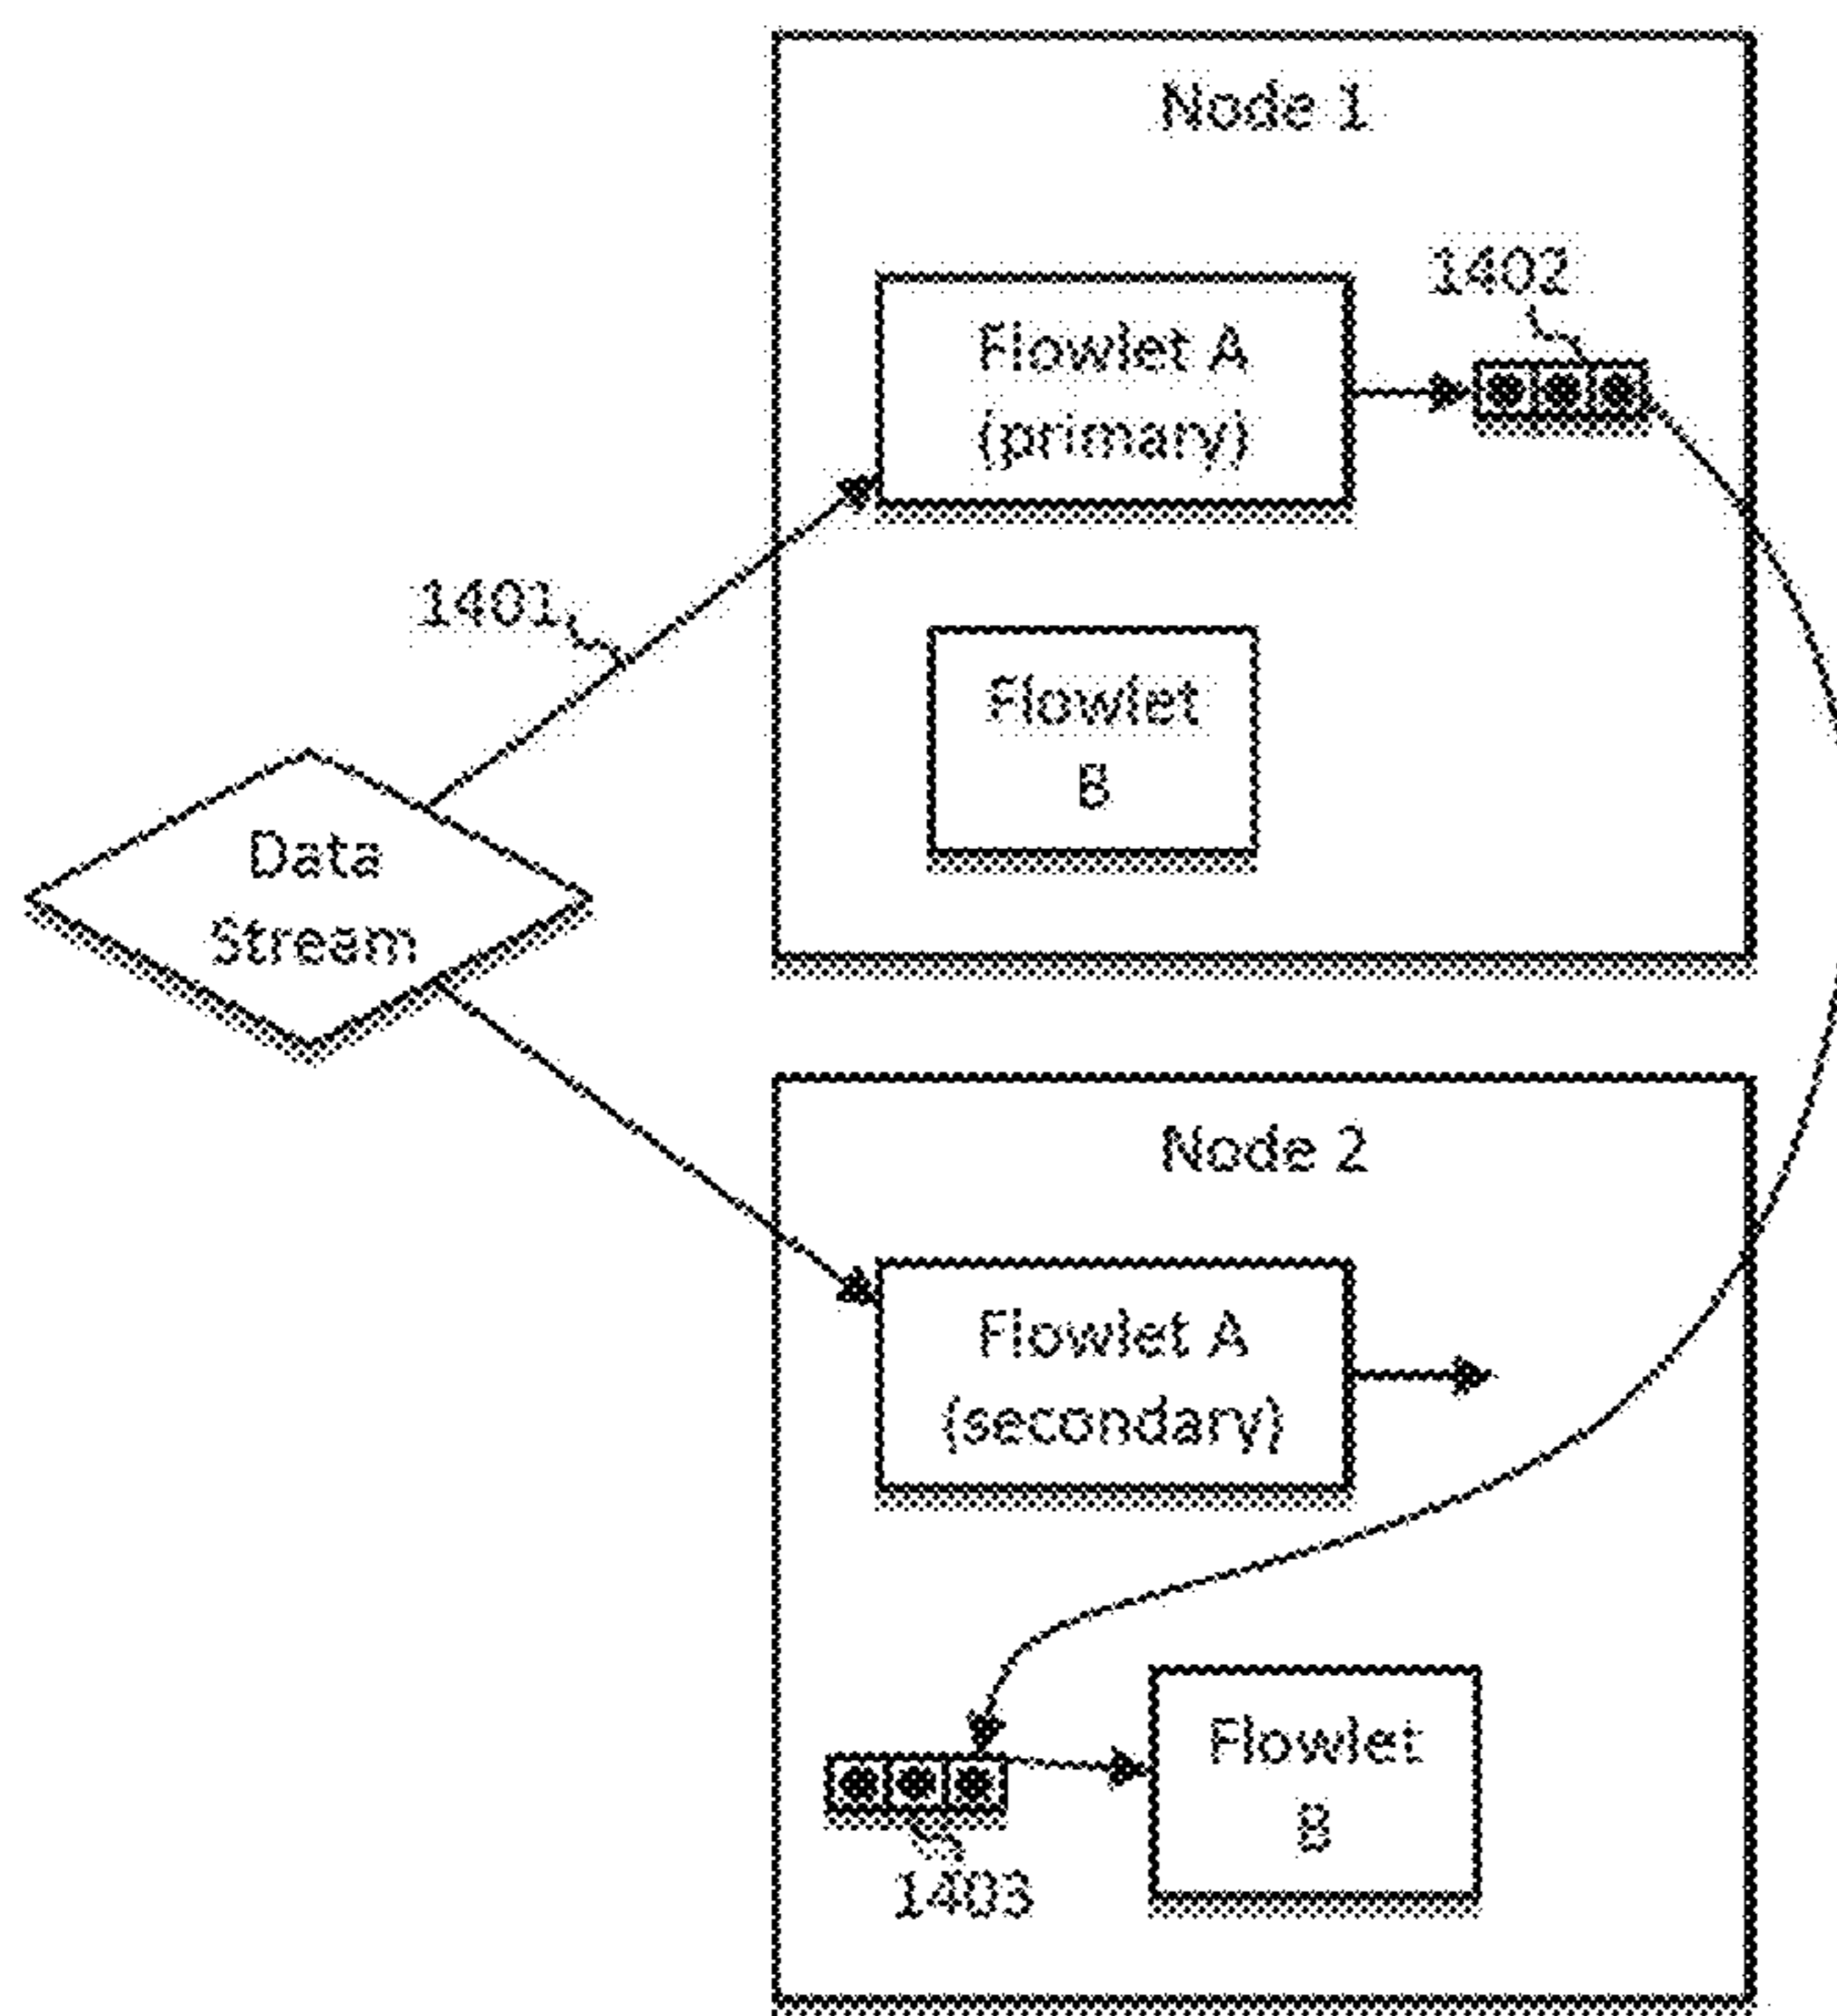 Node 1
1402
Flowlet A
(primary)
1401
Flowlet
B
Data
Stream
Node 2
Flowlet A
(secondary)
Flowlet
B
1403